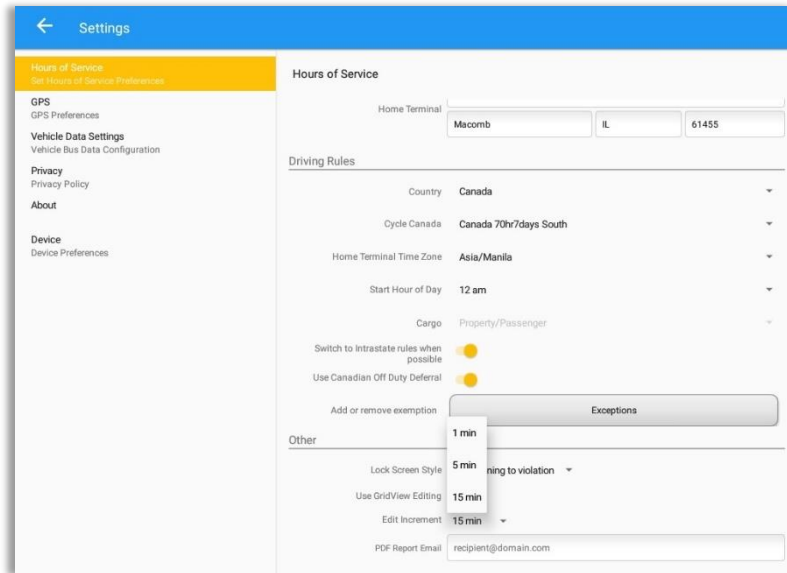 Settings
Hours of Service
Set Hours of Service Preferences
GPS
GPS Preferences
Vehicle Data Settings
Vehicle Bus Data Configuration
Privacy
Privacy Policy
About
Device
Device Preferences
Hours of Service
Home Terminal
Macomb IL 61455
Driving Rules
Country Canada
Cycle Canada Canada 70hr7days South
Home Terminal Time Zone Asia/Manila
Start Hour of Day 12 am
Cargo Property/Passenger
Switch to Intrastate rules when
possible
Use Canadian Off Duty Deferral
Add or remove exemption Exceptions
1 min
Other
Lock Screen Style 5 min ning to violation
Use GridView Editing 15 min
Edit Increment 15 min
PDF Report Email recipient@domain.com